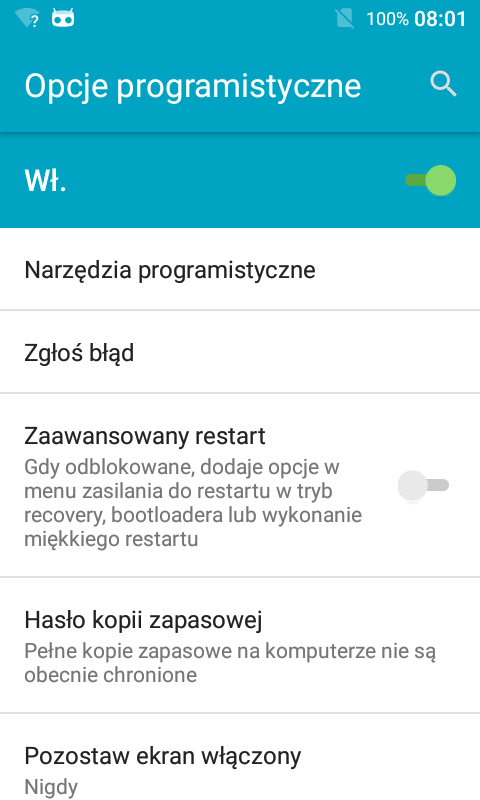 ? 100% 08:01
Opcje programistyczne
Wł.
Narzędzia programistyczne
Zgłoś błąd
Zaawansowany restart
Gdy odblokowane, dodaje opcje w
menu zasilania do restartu w tryb
recovery, bootloadera lub wykonanie
miękkiego restartu
Hasło kopii zapasowej
Pełne kopie zapasowe na komputerze nie są
obecnie chronione
Pozostaw ekran włączony
Nigdy